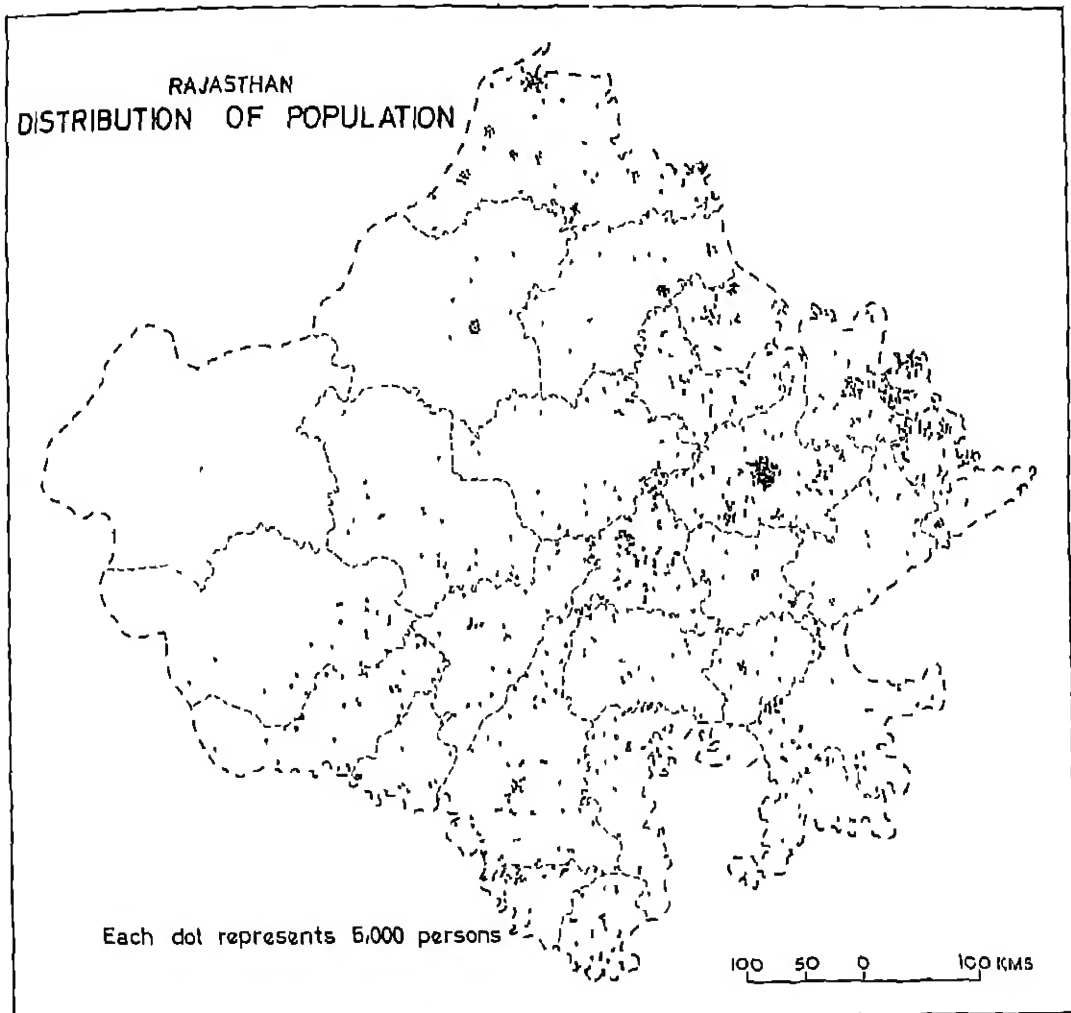 RAJASTHAN
DISTRIBUTION OF POPULATION
Each dot represents 5,000 persons
100 50 0 100 KMS